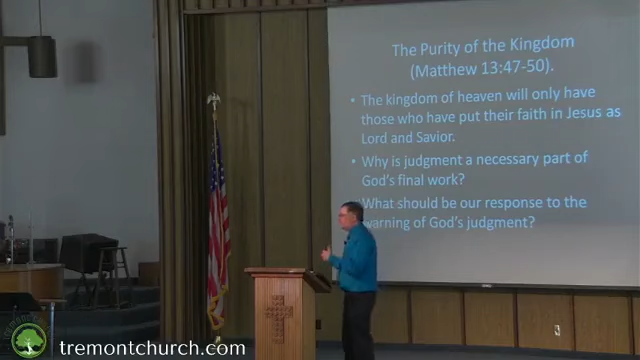 The Purity of the Kingdom
(Matthew 13:47-50).
• The kingdom of heaven will only have
those who have put their faith in Jesus as
Lord and Savior.
• Why is judgment a necessary part of
God's final work?
What should be our response to the
warning of God's judgment?
tremontchurch.com